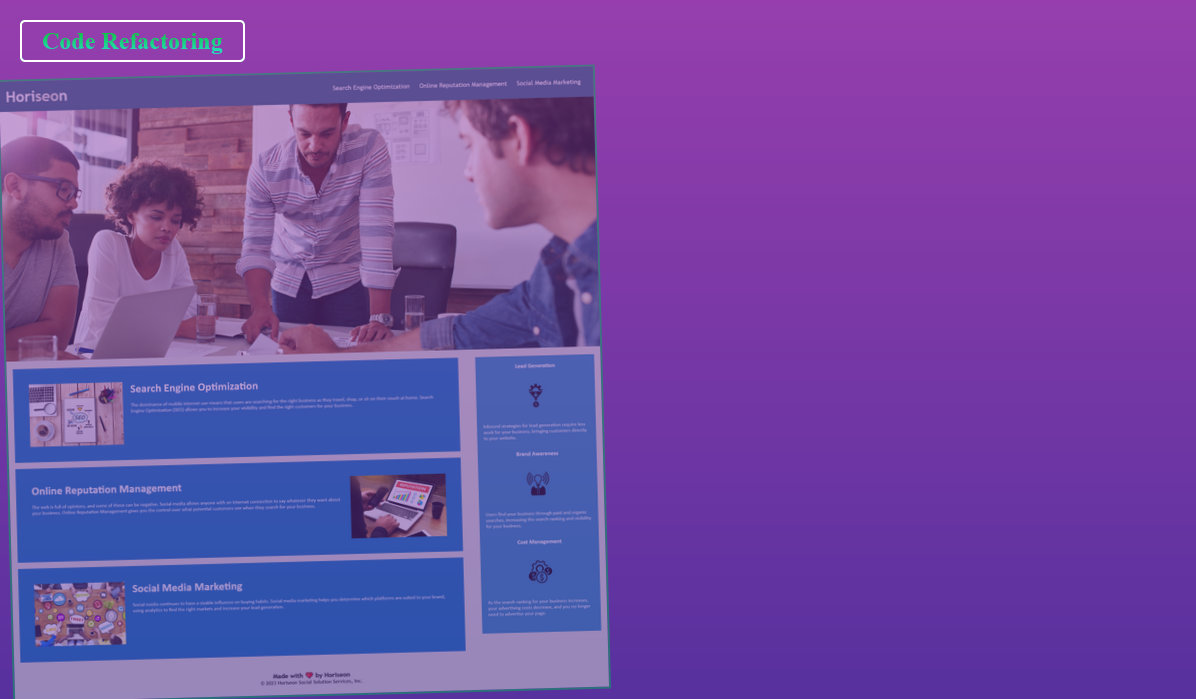 Code Refactoring
Horiseon
Search Engine Optimization Online Reputation Management Social Media Marketing
Search Engine Optimization
The dominance of mobile internet use means that users are searching for the right business as they travel, shop, or sit on their couch at home. Search
Engine Optimization (SEO) allows you to increase your visibility and find the right customers for your business.
Online Reputation Management
The web is full of opinions, and some of them can be negative. Social media allows anyone with an internet connection to say whatever they want about
your business. Online Reputation Management gives you the control over what potential customers see when they search for your business.
Social Media Marketing
Social media continues to have a sizable influence on buying habits. Social media marketing helps you determine which platforms are suited to your brand,
using analytics to find the right markets and increase your lead generation.
Lead Generation
Inbound strategies for lead generation require less
work for your business, bringing customers directly
to your website.
Brand Awareness
Users find your business through paid and organic
searches, increasing the search ranking and visibility
for your business.
Cost Management
As the search ranking for your business increases,
your advertising costs decrease, and you no longer
need to advertise your page.
Made with ❤️ by Horiseon
© 2023 Horiseon Social Solution Services, Inc.